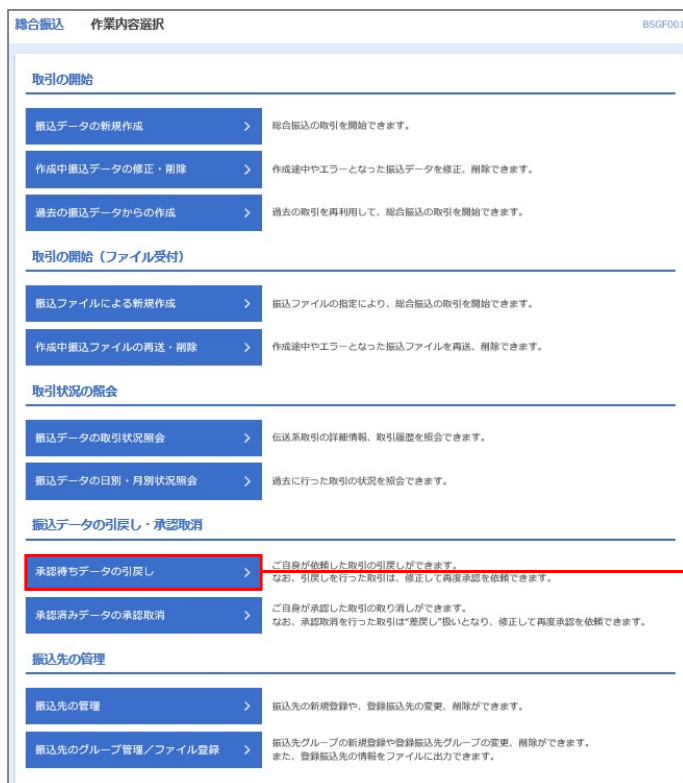 総合振込 作業内容選択 BSGF001
取引の開始
振込データの新規作成 総合振込の取引を開始できます。
作成中振込データの修正・削除 作成途中やエラーとなった振込データを修正、削除できます。
過去の振込データからの作成 過去の取引を再利用して、総合振込の取引を開始できます。
取引の開始（ファイル受付）
振込ファイルによる新規作成 振込ファイルの指定により、総合振込の取引を開始できます。
作成中振込ファイルの再送・削除 作成途中やエラーとなった振込ファイルを再送、削除できます。
取引状況の照会
振込データの取引状況照会 伝送系取引の詳細情報、取引履歴を照会できます。
振込データの日別・月別状況照会 過去に行った取引の状況を照会できます。
振込データの引戻し・承認取消
承認待ちデータの引戻し ご自身が依頼した取引の引戻しができます。
なお、引戻しを行った取引は、修正して再度承認を依頼できます。
承認済みデータの承認取消 ご自身が承認した取引の取り消しができます。
なお、承認取消を行った取引は“差戻し”扱いとなり、修正して再度承認を依頼できます。
振込先の管理
振込先の管理 振込先の新規登録や、登録振込先の変更、削除ができます。
振込先のグループ管理／ファイル登録 振込先グループの新規登録や登録振込先グループの変更、削除ができます。
また、登録振込先の情報をファイルに出力できます。